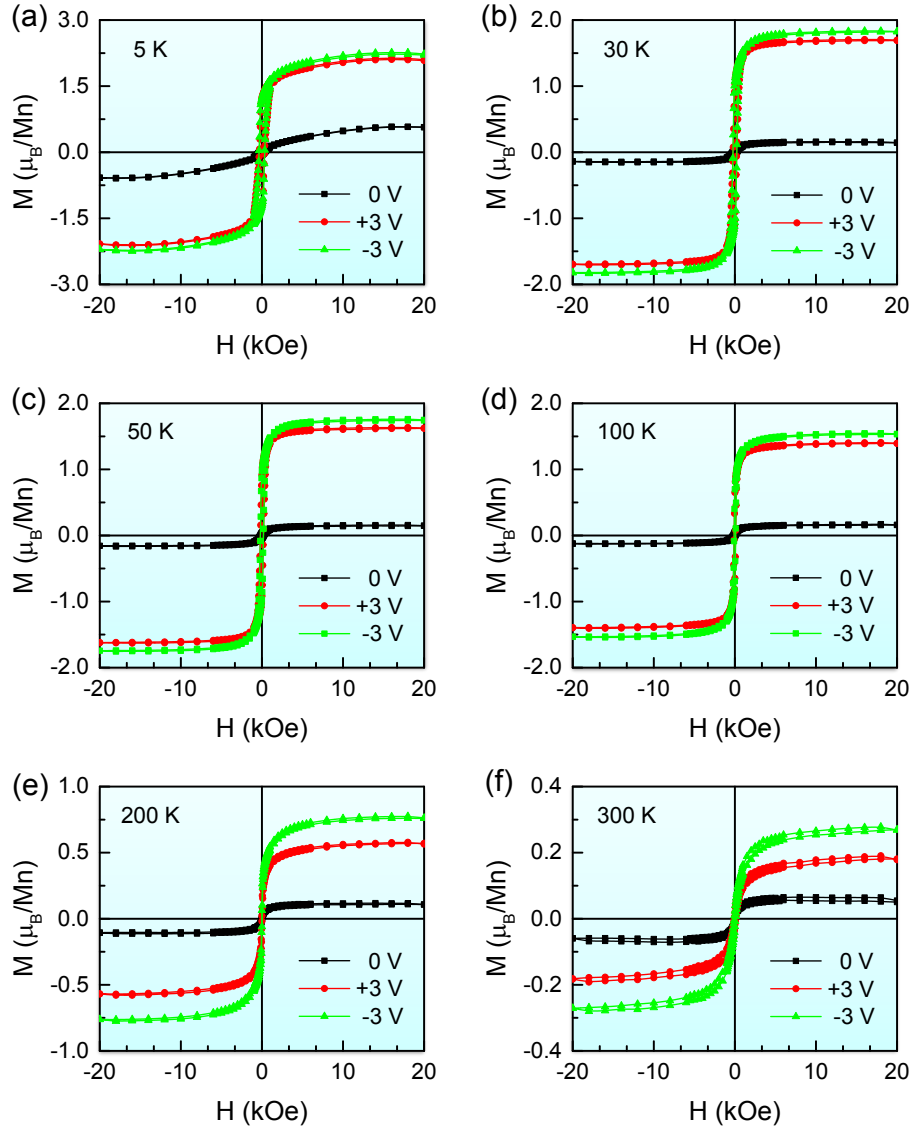 (a)
5 K
3.0
1.5
0.0
-1.5
-3.0
M (μB/Mn)
0 V
+3 V
-3 V
-20 -10 0 10 20
H (kOe)
(b)
30 K
2.0
1.0
0.0
-1.0
-2.0
M (μB/Mn)
0 V
+3 V
-3 V
-20 -10 0 10 20
H (kOe)
(c)
50 K
2.0
1.0
0.0
-1.0
-2.0
M (μB/Mn)
0 V
+3 V
-3 V
-20 -10 0 10 20
H (kOe)
(d)
100 K
2.0
1.0
0.0
-1.0
-2.0
M (μB/Mn)
0 V
+3 V
-3 V
-20 -10 0 10 20
H (kOe)
(e)
200 K
1.0
0.5
0.0
-0.5
-1.0
M (μB/Mn)
0 V
+3 V
-3 V
-20 -10 0 10 20
H (kOe)
(f)
300 K
0.4
0.2
0.0
-0.2
-0.4
M (μB/Mn)
0 V
+3 V
-3 V
-20 -10 0 10 20
H (kOe)